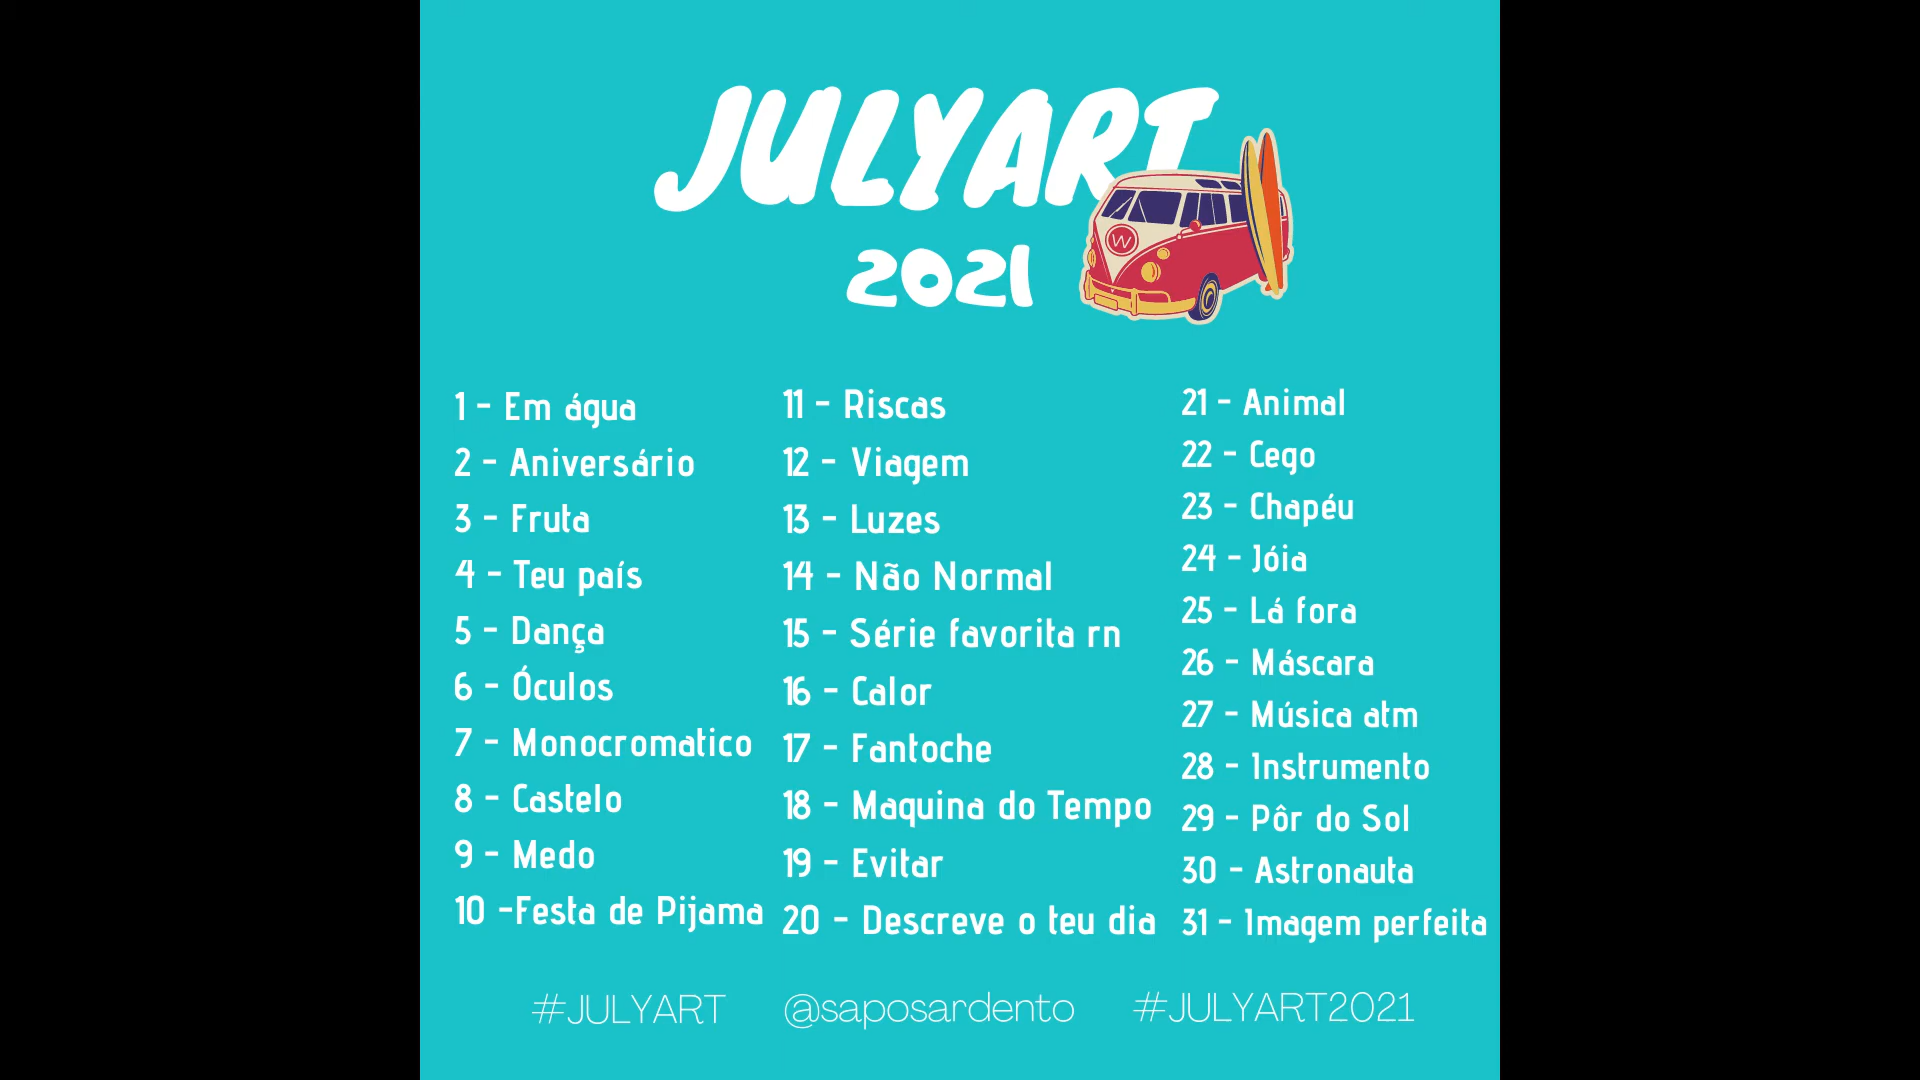 JULYART
2021
W
1 - Em água
2 - Aniversário
3 - Fruta
4 - Teu país
5 - Dança
6 - Óculos
7 - Monocromatico
8 - Castelo
9 - Medo
10 -Festa de Pijama
11 - Riscas
12 - Viagem
13 - Luzes
14 - Não Normal
15 - Série favorita rn
16 - Calor
17 - Fantoche
18 - Maquina do Tempo
19 - Evitar
20 - Descreve o teu dia
21 - Animal
22 - Cego
23 - Chapéu
24 - Jóia
25 - Lá fora
26 - Máscara
27 - Música atm
28 - Instrumento
29 - Pôr do Sol
30 - Astronauta
31 - Imagem perfeita
#JULYART @saposardento #JULYART2021